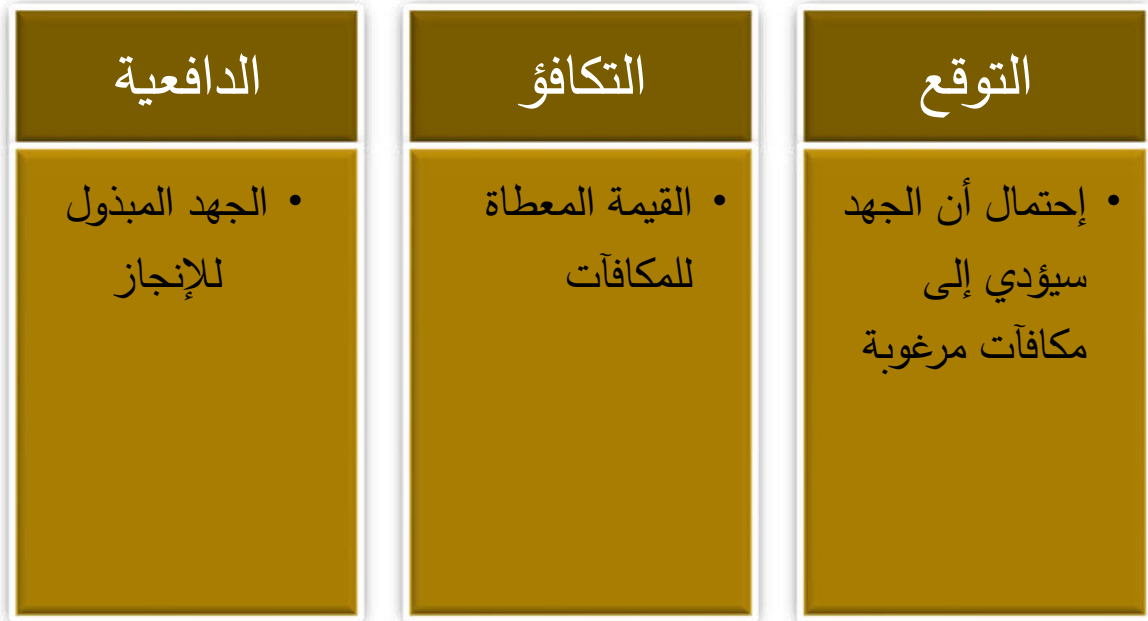 التوقع
• إحتمال أن الجهد
سيؤدي إلى
مكافآت مرغوبة
التكافؤ
• القيمة المعطاة
للمكافآت
الدافعية
• الجهد المبذول
للإنجاز